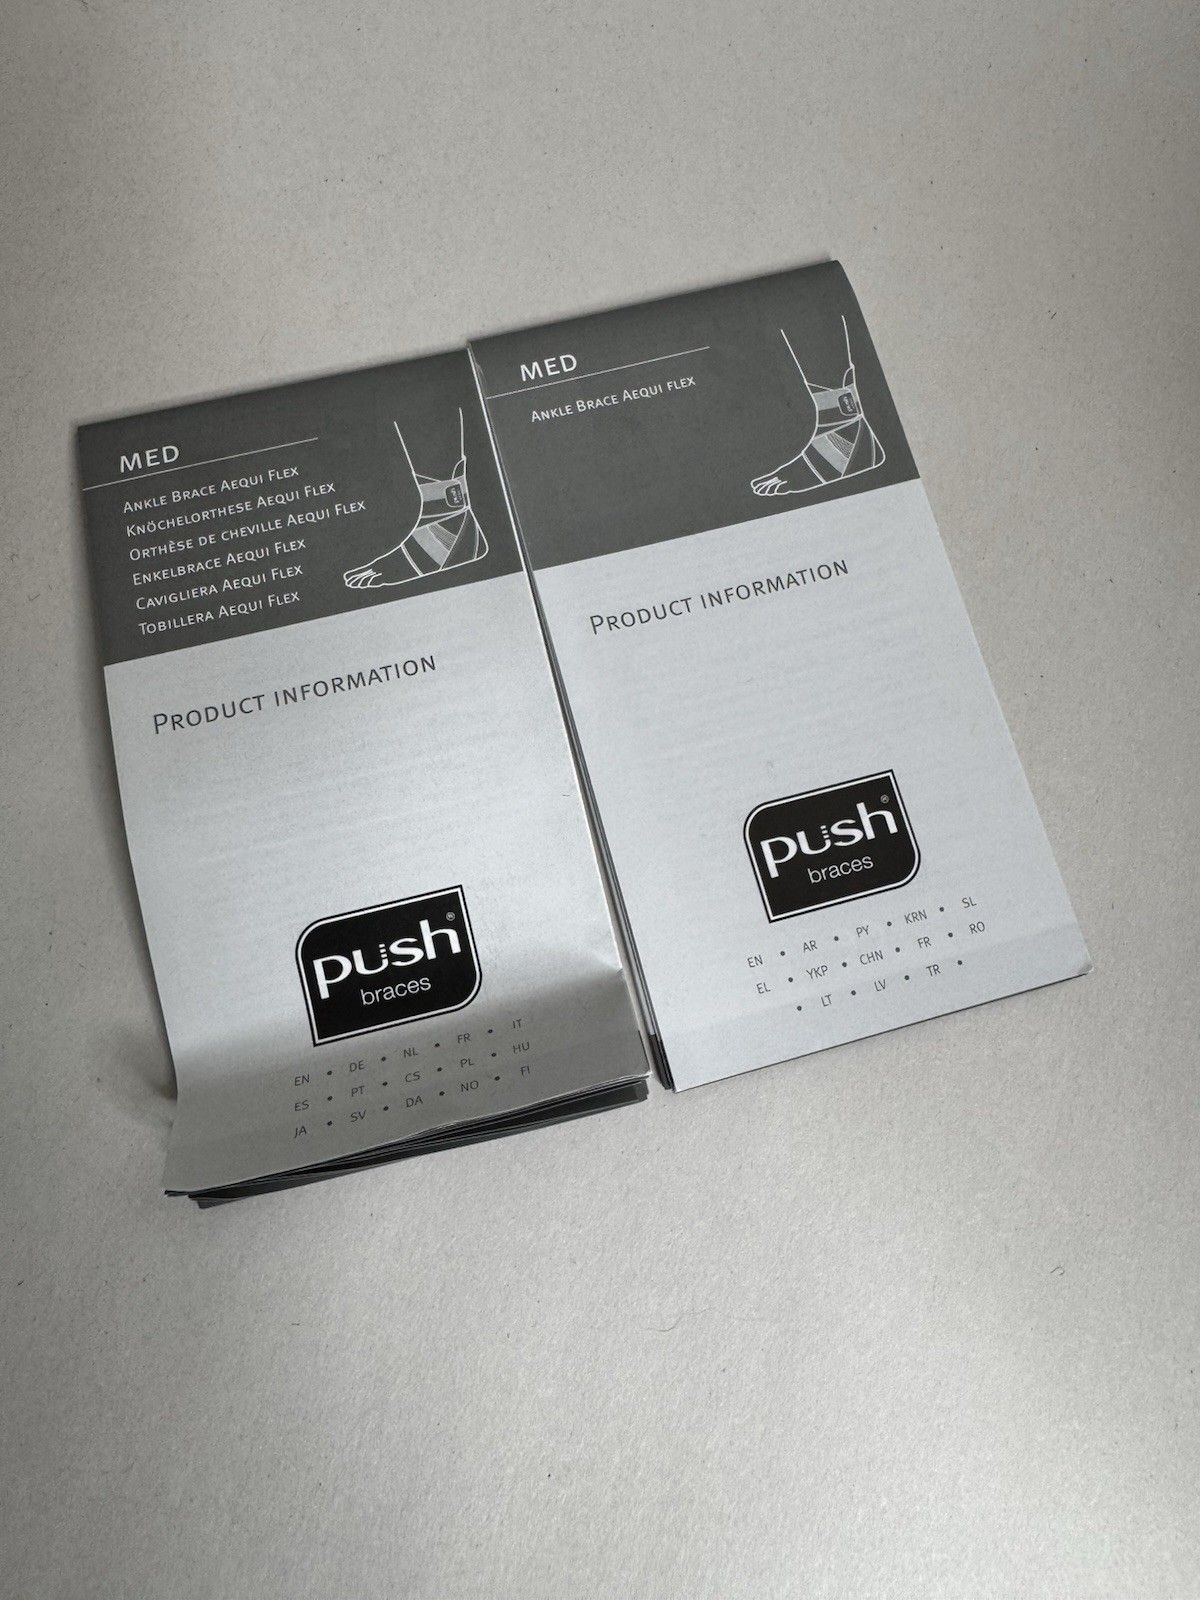 MED
Ankle Brace Aequi Flex
Knöchelorthese Aequi Flex
Orthèse de cheville Aequi Flex
Enkelbrace Aequi Flex
Cavigliera Aequi Flex
Tobillera Aequi Flex
Product information
push®
braces
EN • DE • NL • FR • IT
ES • PT • CS • PL • HU
JA • SV • DA • NO • FI
MED
Ankle Brace Aequi flex
Product information
push®
braces
EN • AR • PY • KRN • SL
EL • YKP • CHN • FR • RO
• LT • LV • TR •